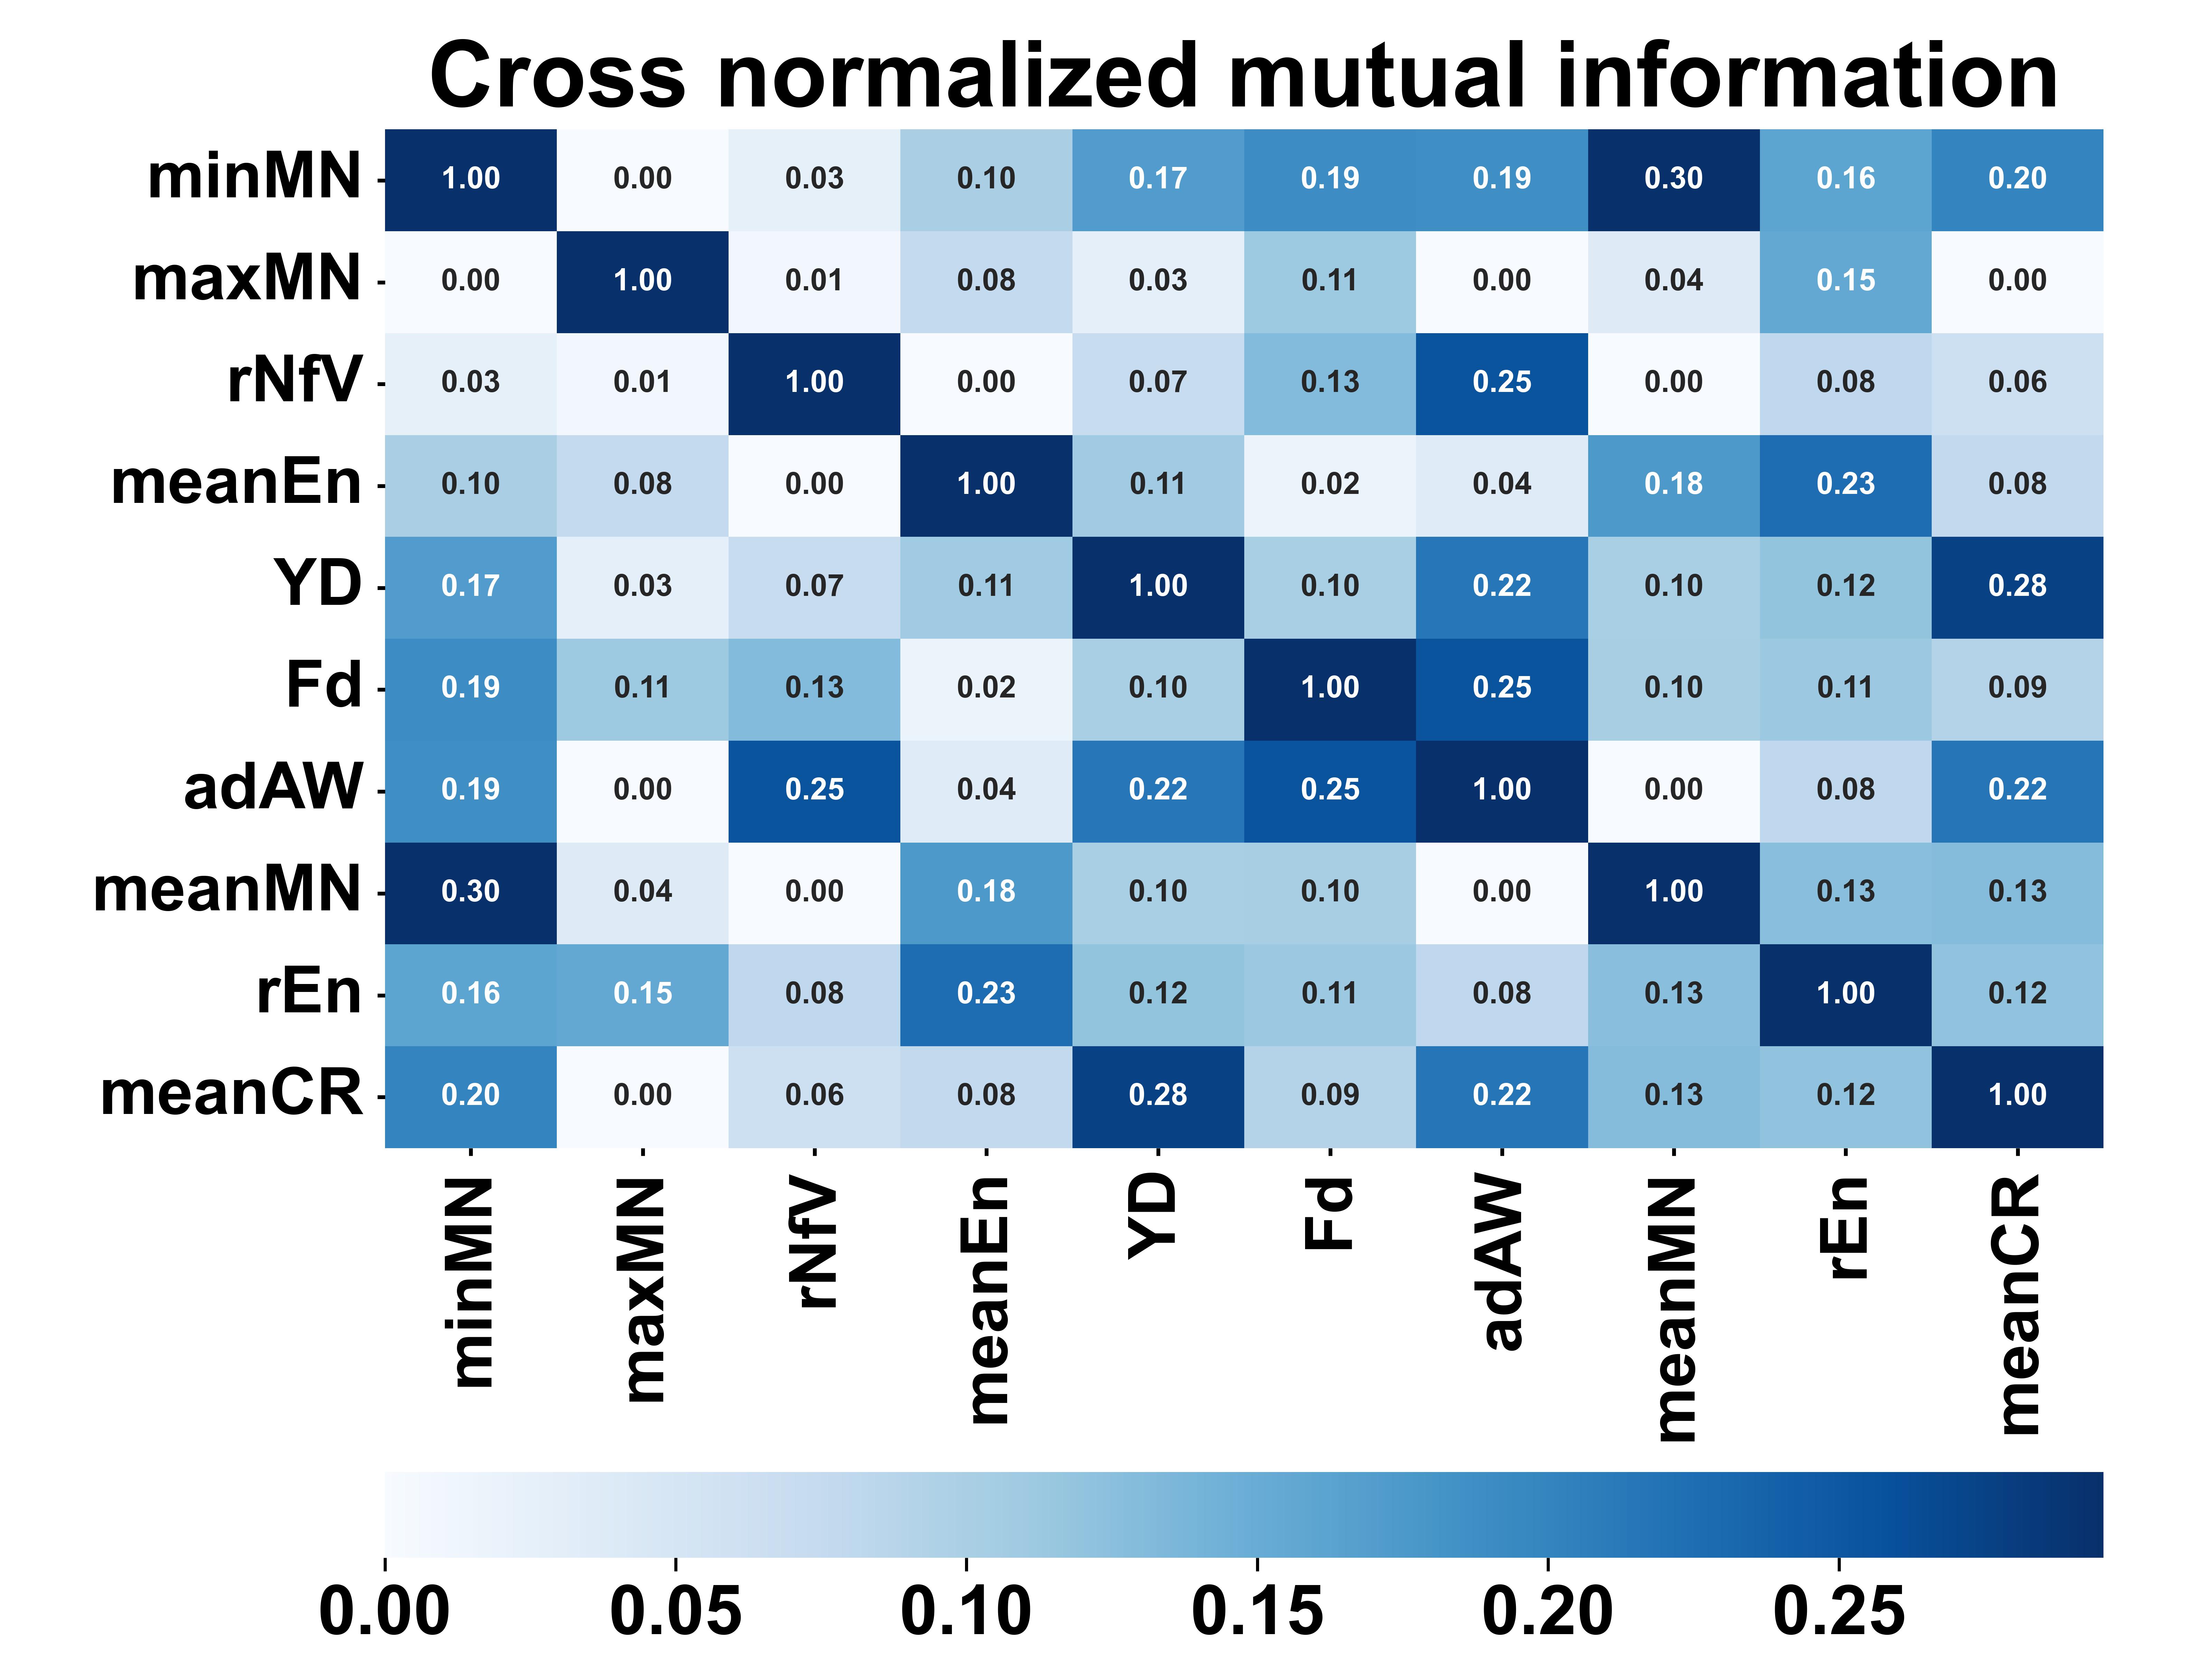 Cross normalized mutual information
minMN 1.00 0.00 0.03 0.10 0.17 0.19 0.19 0.30 0.16 0.20
maxMN 0.00 1.00 0.01 0.08 0.03 0.11 0.00 0.04 0.15 0.00
rNfV 0.03 0.01 1.00 0.00 0.07 0.13 0.25 0.00 0.08 0.06
meanEn 0.10 0.08 0.00 1.00 0.11 0.02 0.04 0.18 0.23 0.08
YD 0.17 0.03 0.07 0.11 1.00 0.10 0.22 0.10 0.12 0.28
Fd 0.19 0.11 0.13 0.02 0.10 1.00 0.25 0.10 0.11 0.09
adAW 0.19 0.00 0.25 0.04 0.22 0.25 1.00 0.00 0.08 0.22
meanMN 0.30 0.04 0.00 0.18 0.10 0.10 0.00 1.00 0.13 0.13
rEn 0.16 0.15 0.08 0.23 0.12 0.11 0.08 0.13 1.00 0.12
meanCR 0.20 0.00 0.06 0.08 0.28 0.09 0.22 0.13 0.12 1.00
minMN maxMN rNfV meanEn YD Fd adAW meanMN rEn meanCR
0.00 0.05 0.10 0.15 0.20 0.25